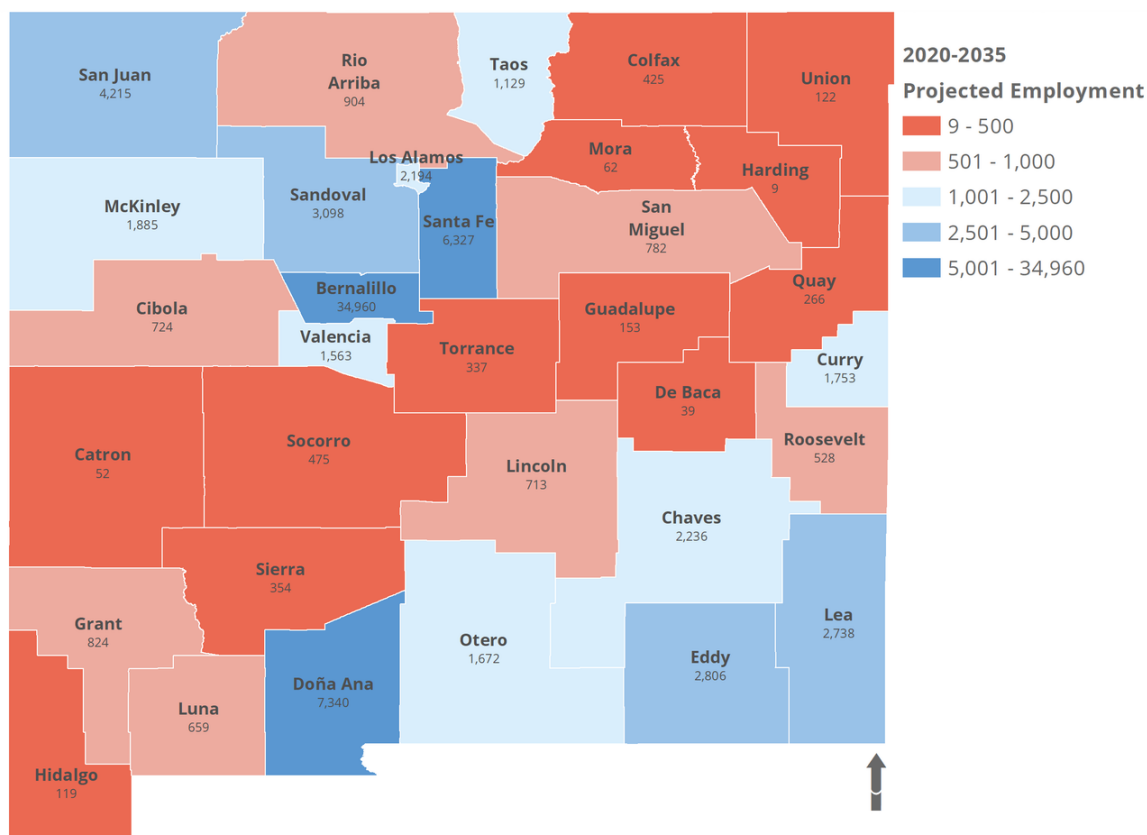 San Juan
4,215
Rio
Arriba
904
Taos
1,129
Colfax
425
Union
122
2020-2035
Projected Employment
9 - 500
501 - 1,000
1,001 - 2,500
2,501 - 5,000
5,001 - 34,960
Los Alamos
2,194
Mora
62
Harding
9
McKinley
1,885
Sandoval
3,098
Santa Fe
6,327
San
Miguel
782
Cibola
724
Bernalillo
34,960
Quay
266
Guadalupe
153
Valencia
1,563
Torrance
337
Curry
1,753
De Baca
39
Catron
52
Socorro
475
Lincoln
713
Roosevelt
528
Chaves
2,236
Sierra
354
Grant
824
Otero
1,672
Lea
2,738
Eddy
2,806
Luna
659
Doña Ana
7,340
Hidalgo
119